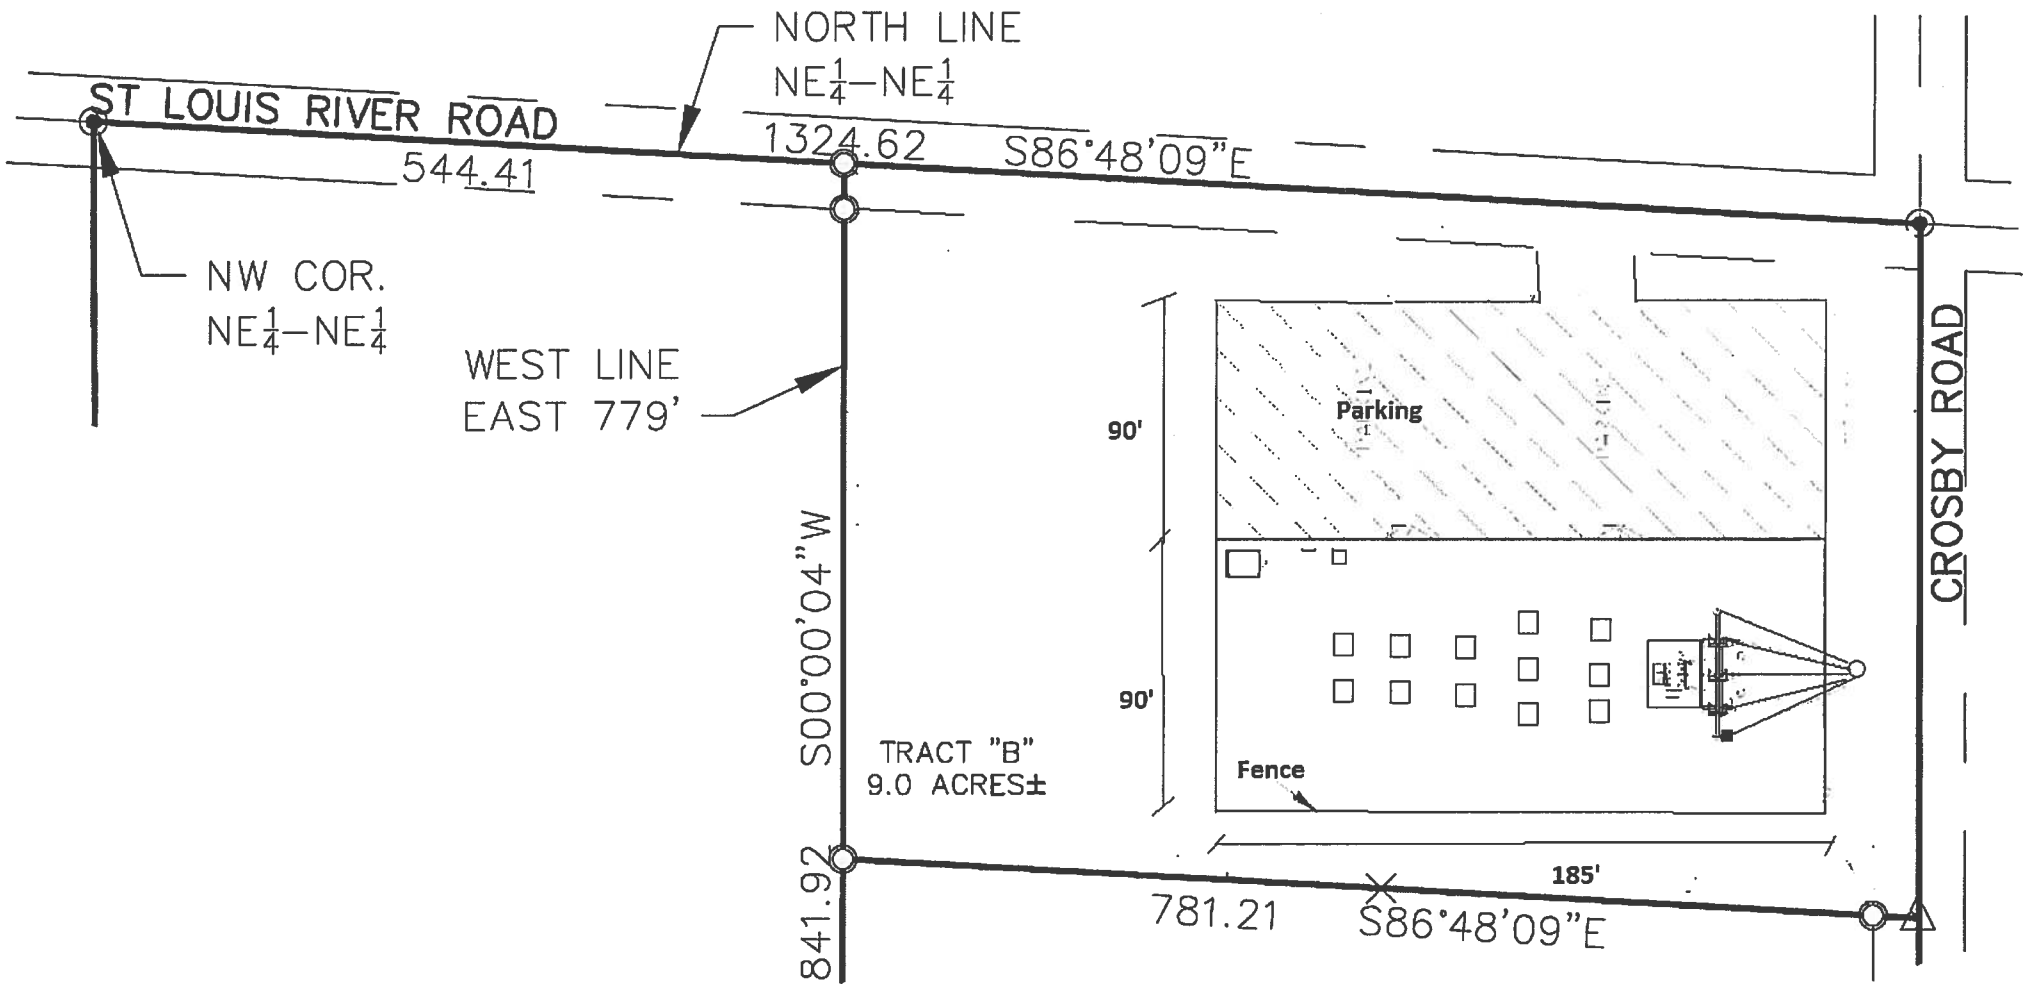 NORTH LINE
NE¼–NE¼
ST LOUIS RIVER ROAD
1324.62
S86°48'09"E
544.41
NW COR.
NE¼–NE¼
WEST LINE
EAST 779'
CROSBY ROAD
Parking
90'
S00°00'04"W
90'
TRACT "B"
9.0 ACRES±
Fence
841.92
185'
781.21
S86°48'09"E